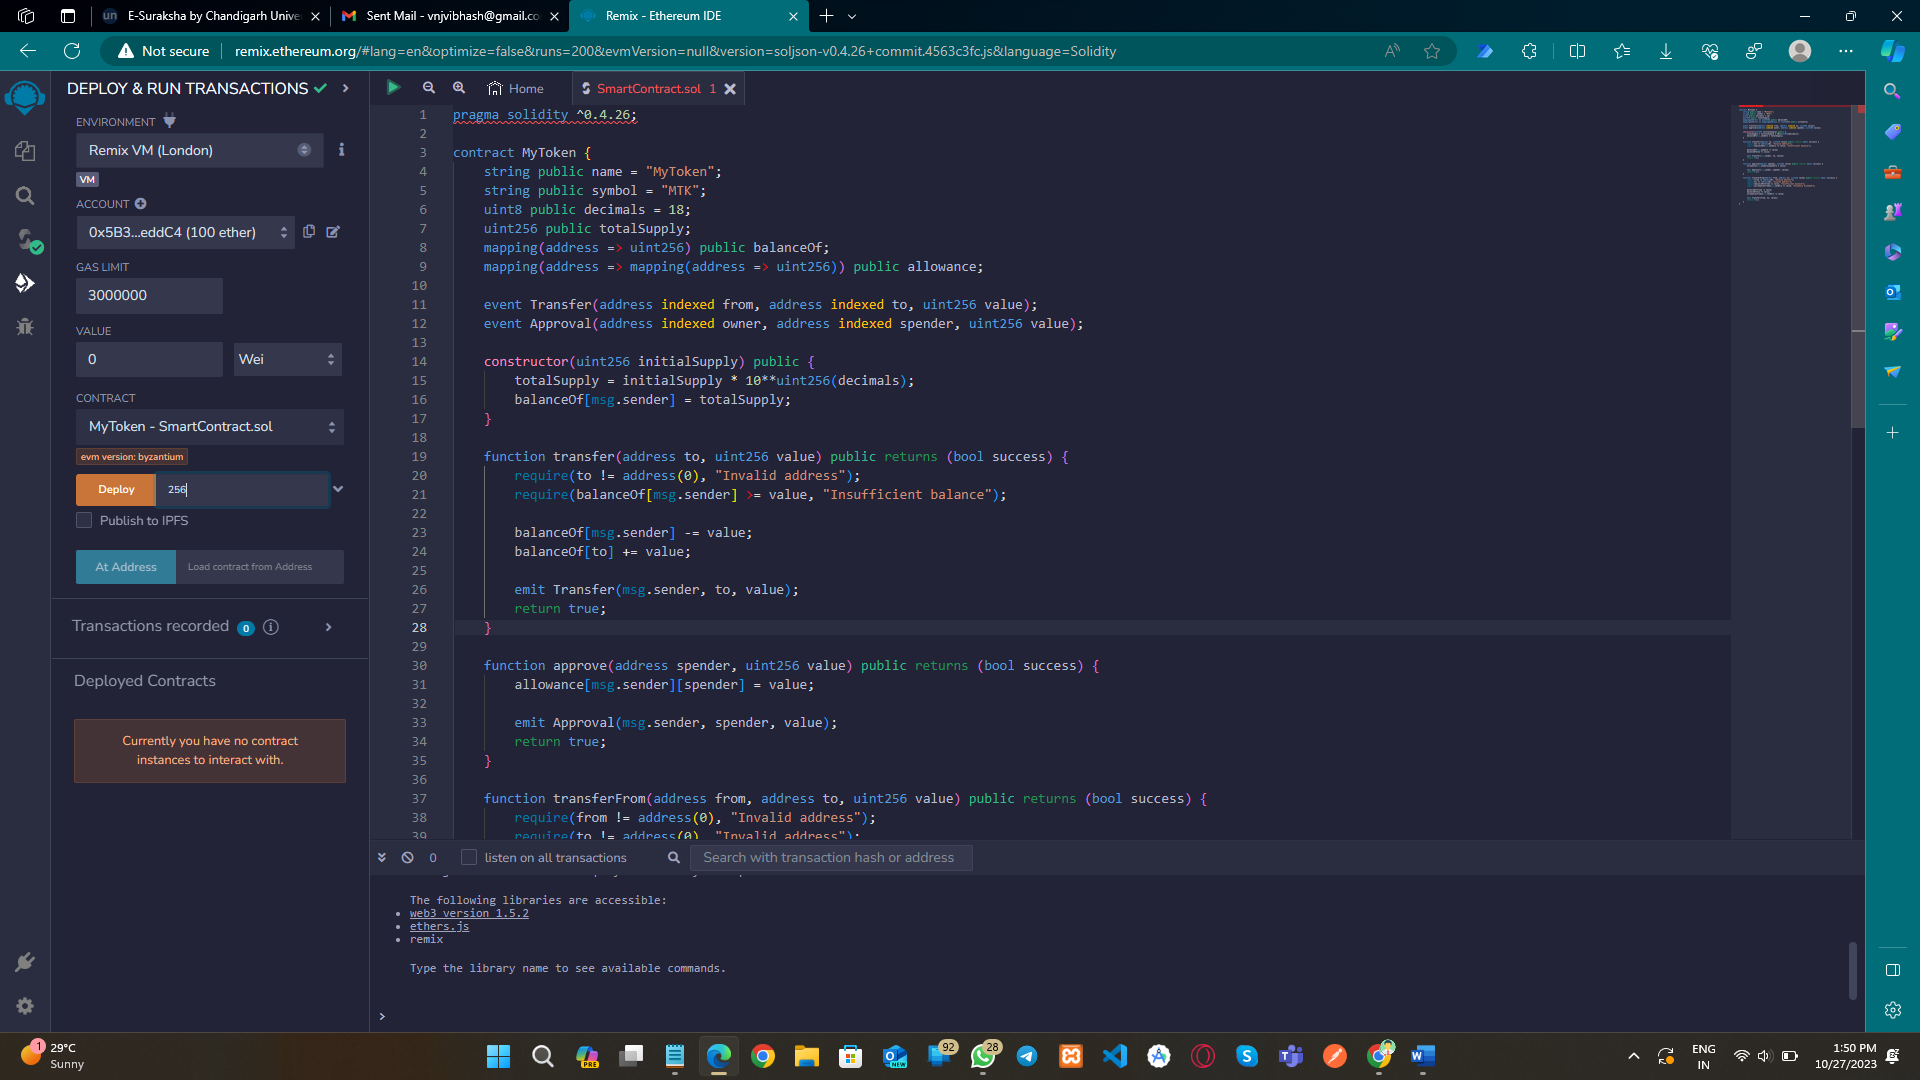 E-Suraksha by Chandigarh Unive
Sent Mail - vnjvibhash@gmail.co
Remix - Ethereum IDE
Not secure
remix.ethereum.org/#lang=en&optimize=false&runs=200&evmVersion=null&version=soljson-v0.4.26+commit.4563c3fc.js&language=Solidity
DEPLOY & RUN TRANSACTIONS
ENVIRONMENT
Remix VM (London)
VM
ACCOUNT
0x5B3...eddC4 (100 ether)
GAS LIMIT
3000000
VALUE
0
Wei
CONTRACT
MyToken - SmartContract.sol
evm version: byzantium
Deploy
256
Publish to IPFS
At Address
Load contract from Address
Transactions recorded 0
Deployed Contracts
Currently you have no contract
instances to interact with.
Home
SmartContract.sol 1
1 pragma solidity ^0.4.26;
2
3 contract MyToken {
4 string public name = "MyToken";
5 string public symbol = "MTK";
6 uint8 public decimals = 18;
7 uint256 public totalSupply;
8 mapping(address => uint256) public balanceOf;
9 mapping(address => mapping(address => uint256)) public allowance;
10
11 event Transfer(address indexed from, address indexed to, uint256 value);
12 event Approval(address indexed owner, address indexed spender, uint256 value);
13
14 constructor(uint256 initialSupply) public {
15 totalSupply = initialSupply * 10**uint256(decimals);
16 balanceOf[msg.sender] = totalSupply;
17 }
18
19 function transfer(address to, uint256 value) public returns (bool success) {
20 require(to != address(0), "Invalid address");
21 require(balanceOf[msg.sender] >= value, "Insufficient balance");
22
23 balanceOf[msg.sender] -= value;
24 balanceOf[to] += value;
25
26 emit Transfer(msg.sender, to, value);
27 return true;
28 }
29
30 function approve(address spender, uint256 value) public returns (bool success) {
31 allowance[msg.sender][spender] = value;
32
33 emit Approval(msg.sender, spender, value);
34 return true;
35 }
36
37 function transferFrom(address from, address to, uint256 value) public returns (bool success) {
38 require(from != address(0), "Invalid address");
39 require(to != address(0), "Invalid address");
0
listen on all transactions
Search with transaction hash or address
The following libraries are accessible:
web3 version 1.5.2
ethers.js
remix
Type the library name to see available commands.
>
1
29°C
Sunny
PRE
NEW
92
28
ENG
IN
1:50 PM
10/27/2023